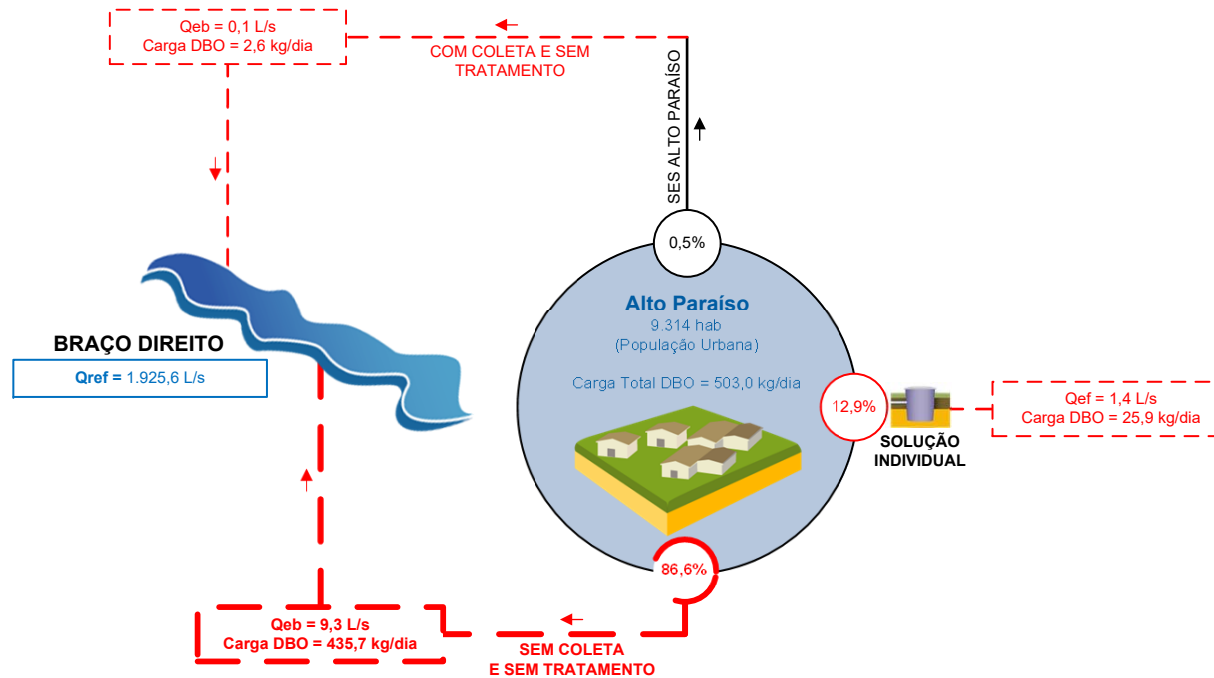 Qeb = 0,1 L/s
Carga DBO = 2,6 kg/dia
COM COLETA E SEM
TRATAMENTO
SES ALTO PARAÍSO
0,5%
Alto Paraíso
9.314 hab
(População Urbana)
Carga Total DBO = 503,0 kg/dia
BRAÇO DIREITO
Qref = 1.925,6 L/s
12,9%
SOLUÇÃO
INDIVIDUAL
Qef = 1,4 L/s
Carga DBO = 25,9 kg/dia
86,6%
Qeb = 9,3 L/s
Carga DBO = 435,7 kg/dia
SEM COLETA
E SEM TRATAMENTO